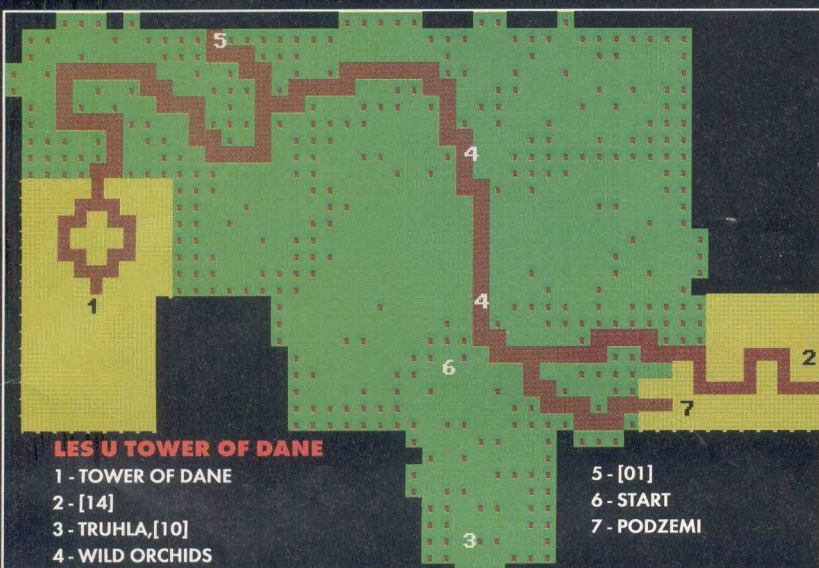 5
4
1
4
6
2
7
3
LES U TOWER OF DANE
1 - TOWER OF DANE
2 - [14]
3 - TRUHLA,[10]
4 - WILD ORCHIDS
5 - [01]
6 - START
7 - PODZEMI